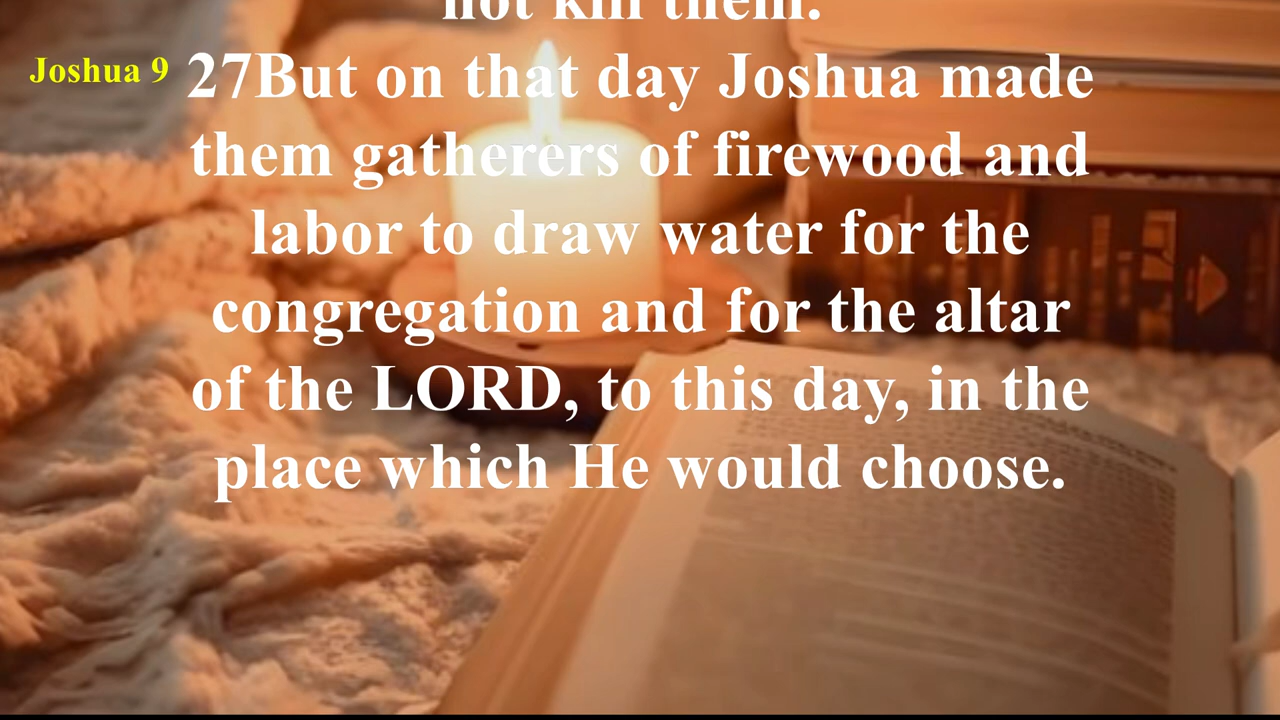 not kill them.
Joshua 9
27But on that day Joshua made
them gatherers of firewood and
labor to draw water for the
congregation and for the altar
of the LORD, to this day, in the
place which He would choose.